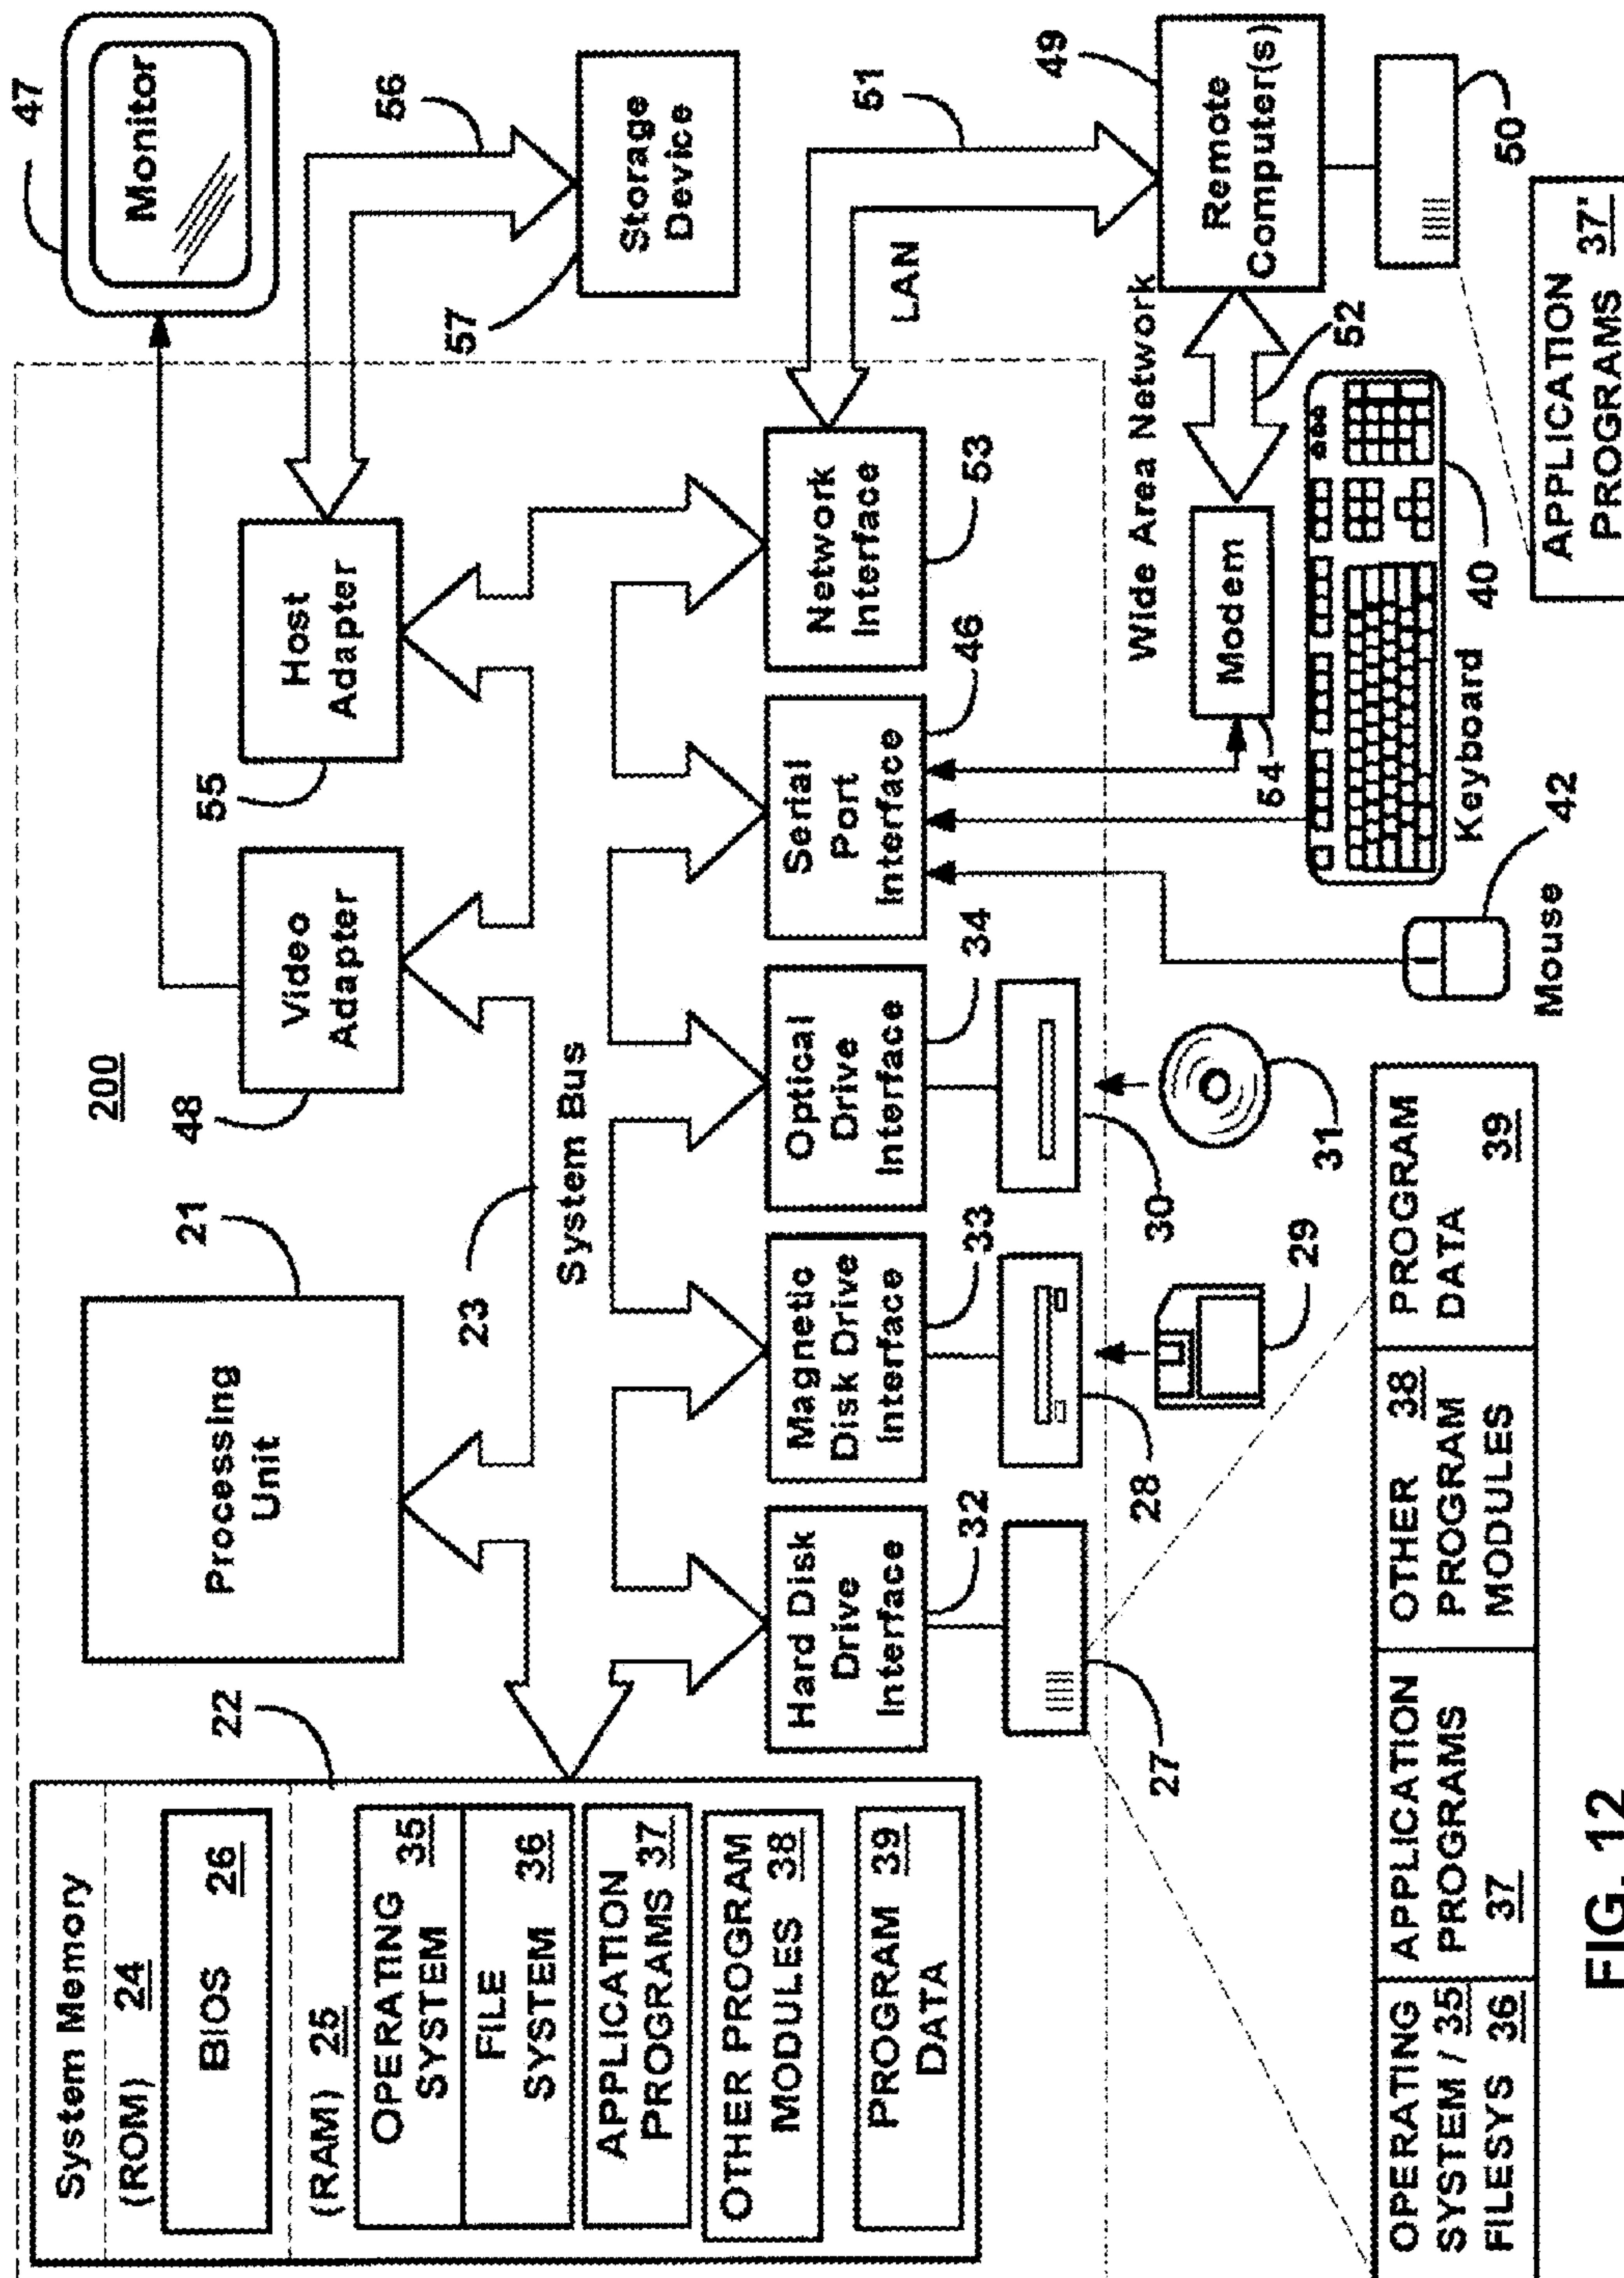 200
47
Monitor
System Memory
(ROM) 24
BIOS 26
22
(RAM) 25
OPERATING
SYSTEM 35
FILE
SYSTEM 36
APPLICATION
PROGRAMS 37
OTHER PROGRAM
MODULES 38
PROGRAM 39
DATA
Processing
Unit
21
48
Video
Adapter
55
Host
Adapter
56
57
Storage
Device
23
System Bus
Hard Disk
Drive
Interface
32
Magnetic
Disk Drive
Interface
33
Optical
Drive
Interface
34
Serial
Port
Interface
46
Network
Interface
53
LAN
51
27
28
29
30
31
Wide Area Network
Modem
54
52
49
Remote
Computer(s)
50
Keyboard
40
Mouse
42
OPERATING
SYSTEM / 35
FILESYS 36
APPLICATION
PROGRAMS
37
OTHER 38
PROGRAM
MODULES
PROGRAM
DATA
39
APPLICATION
PROGRAMS 37'
FIG. 12